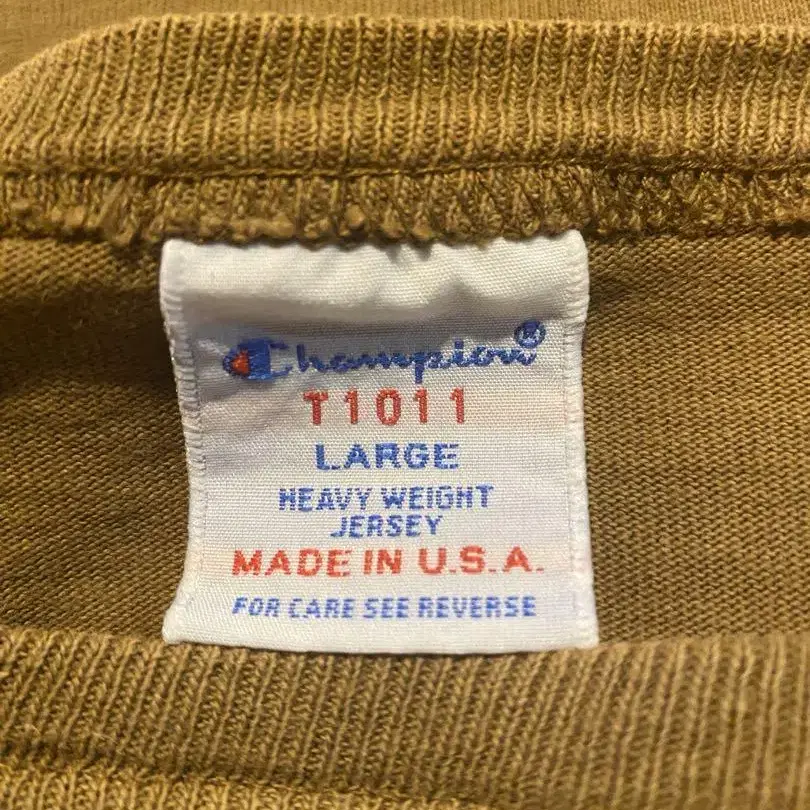 Champion®
T1011
LARGE
HEAVY WEIGHT
JERSEY
MADE IN U.S.A.
FOR CARE SEE REVERSE